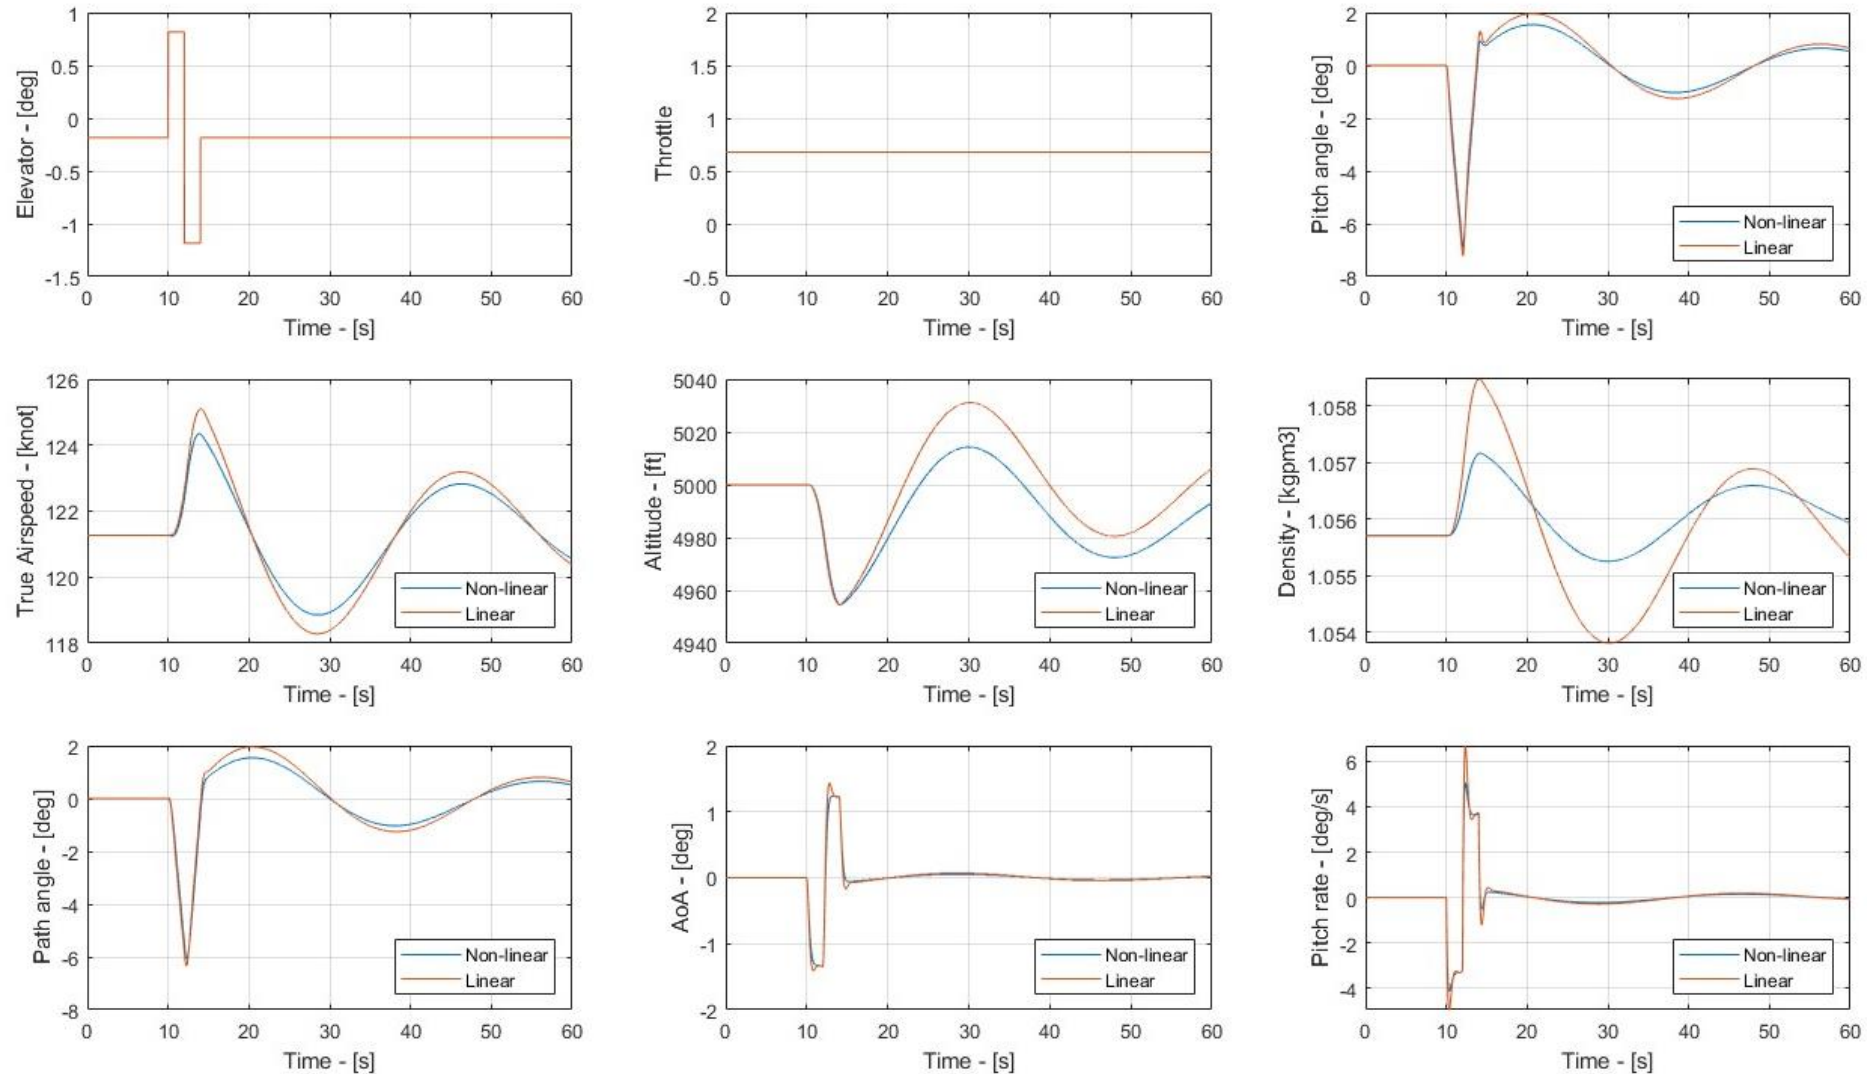 1
0.5
0
-0.5
-1
-1.5
Elevator - [deg]
0 10 20 30 40 50 60
Time - [s]
2
1.5
1
0.5
0
-0.5
Throttle
0 10 20 30 40 50 60
Time - [s]
2
0
-2
-4
-6
-8
Pitch angle - [deg]
Non-linear
Linear
0 10 20 30 40 50 60
Time - [s]
126
124
122
120
118
True Airspeed - [knot]
Non-linear
Linear
0 10 20 30 40 50 60
Time - [s]
5040
5020
5000
4980
4960
4940
Altitude - [ft]
Non-linear
Linear
0 10 20 30 40 50 60
Time - [s]
1.058
1.057
1.056
1.055
1.054
Density - [kgpm3]
Non-linear
Linear
0 10 20 30 40 50 60
Time - [s]
2
0
-2
-4
-6
-8
Path angle - [deg]
Non-linear
Linear
0 10 20 30 40 50 60
Time - [s]
2
1
0
-1
-2
AoA - [deg]
Non-linear
Linear
0 10 20 30 40 50 60
Time - [s]
6
4
2
0
-2
-4
Pitch rate - [deg/s]
Non-linear
Linear
0 10 20 30 40 50 60
Time - [s]